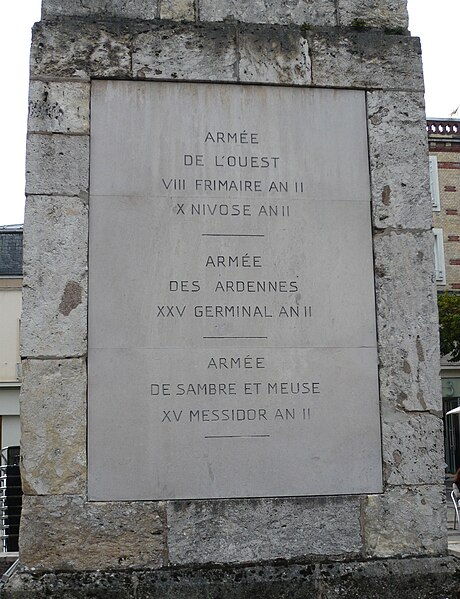 ARMÉE
DE L'OUEST
VIII FRIMAIRE AN II
X NIVOSE AN II
ARMÉE
DES ARDENNES
XXV GERMINAL AN II
ARMÉE
DE SAMBRE ET MEUSE
XV MESSIDOR AN II